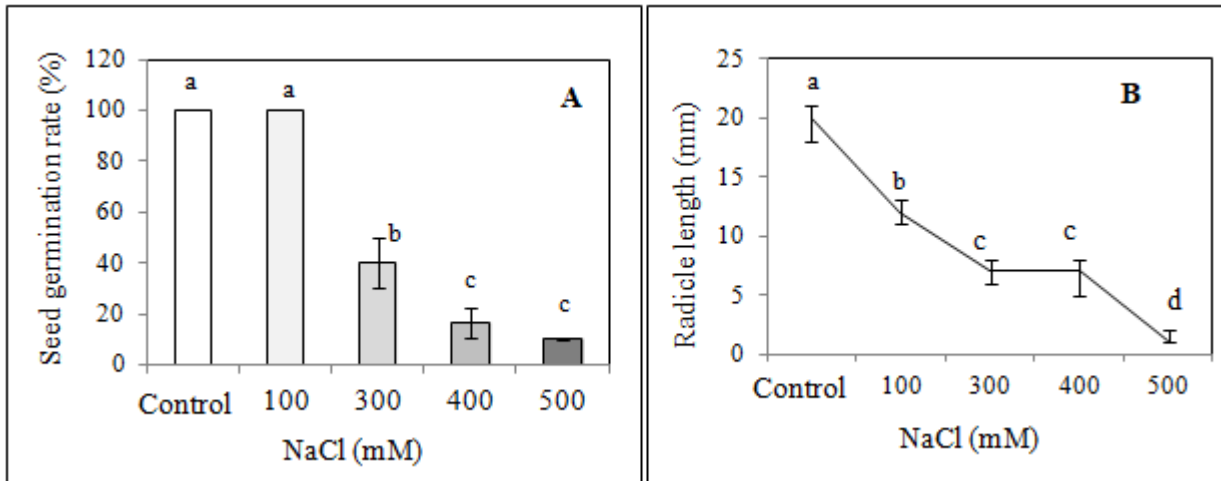 Seed germination rate (%)
120
100
80
60
40
20
0
a
a
b
c
c
A
Control
100
300
400
500
NaCl (mM)
Radicle length (mm)
25
20
15
10
5
0
a
b
c
c
d
B
Control
100
300
400
500
NaCl (mM)